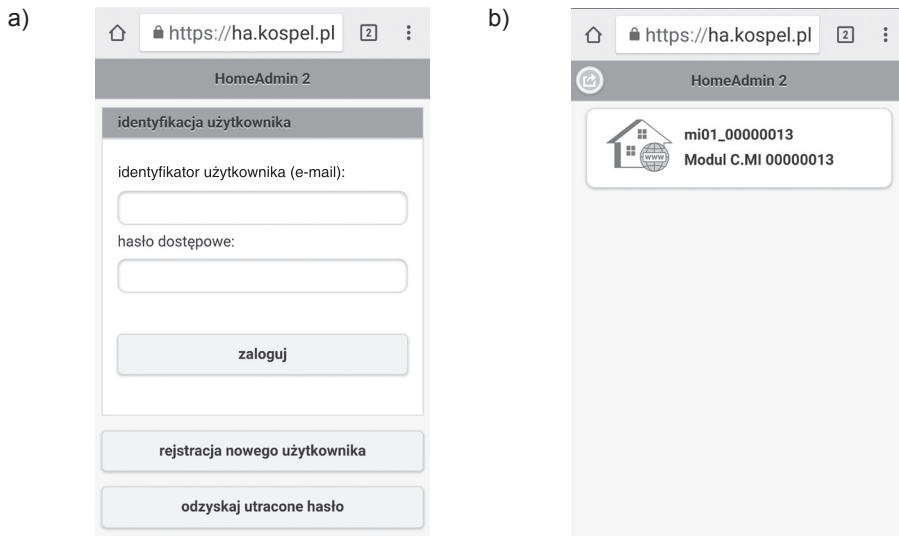 a)
https://ha.kospel.pl 2
HomeAdmin 2
identyfikacja użytkownika
identyfikator użytkownika (e-mail):
hasło dostępowe:
zaloguj
rejstracja nowego użytkownika
odzyskaj utracone hasło
b)
https://ha.kospel.pl 2
HomeAdmin 2
www
mi01_00000013
Modul C.MI 00000013